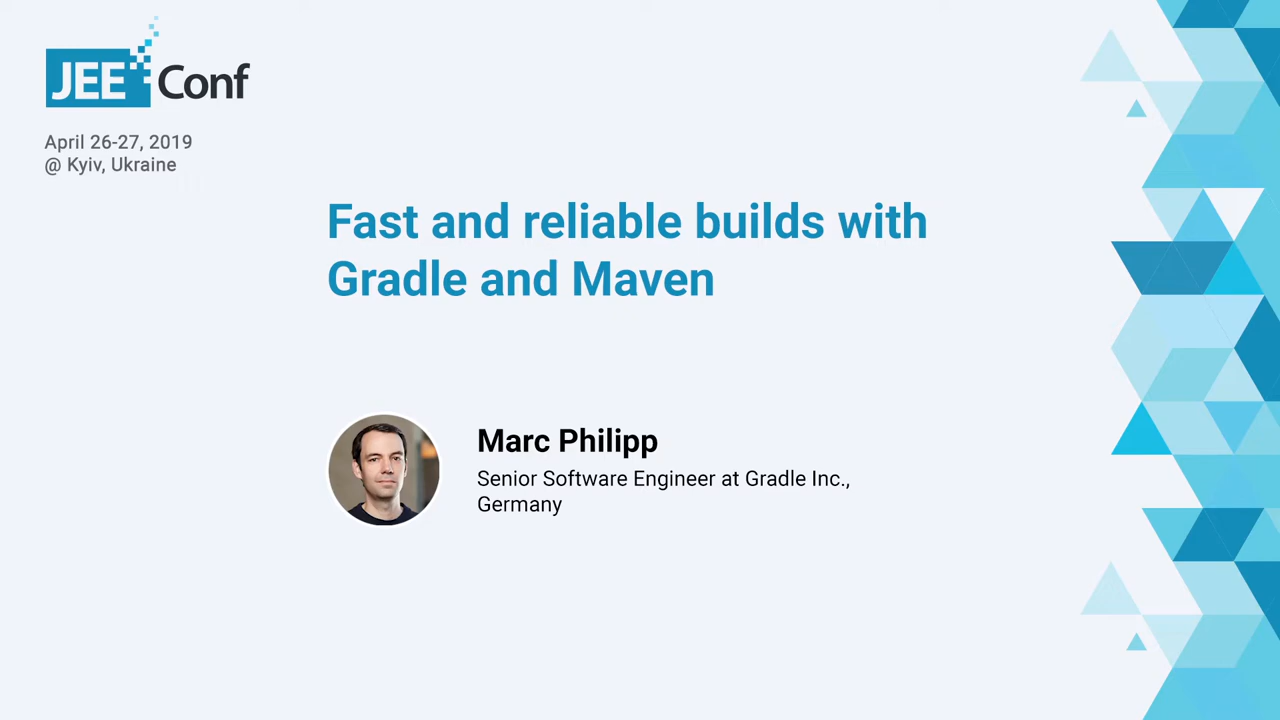 JEE Conf
April 26-27, 2019
@ Kyiv, Ukraine
Fast and reliable builds with
Gradle and Maven
Marc Philipp
Senior Software Engineer at Gradle Inc.,
Germany